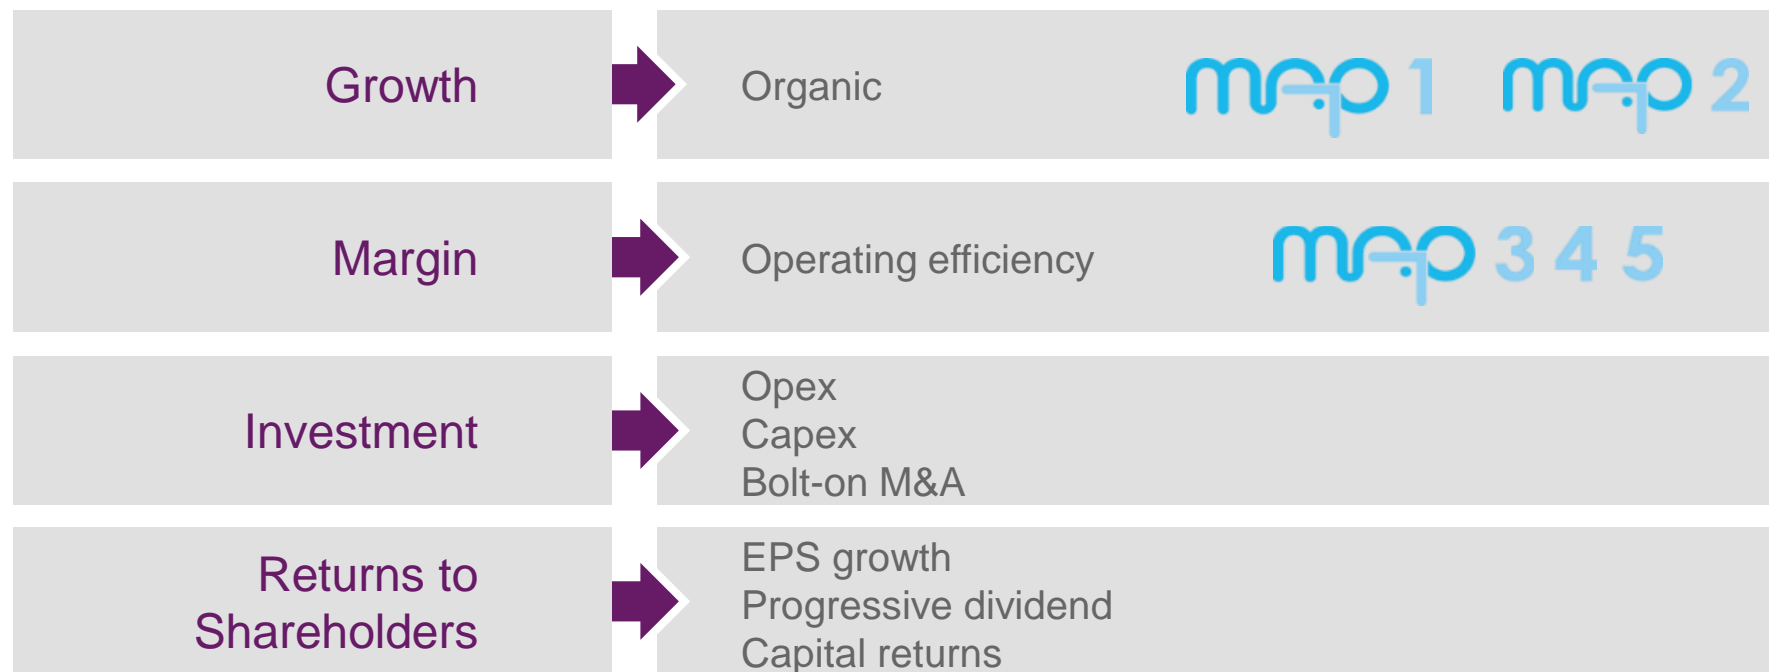 Growth
Organic
map 1 map 2
Margin
Operating efficiency
map 3 4 5
Investment
Opex
Capex
Bolt-on M&A
Returns to
Shareholders
EPS growth
Progressive dividend
Capital returns